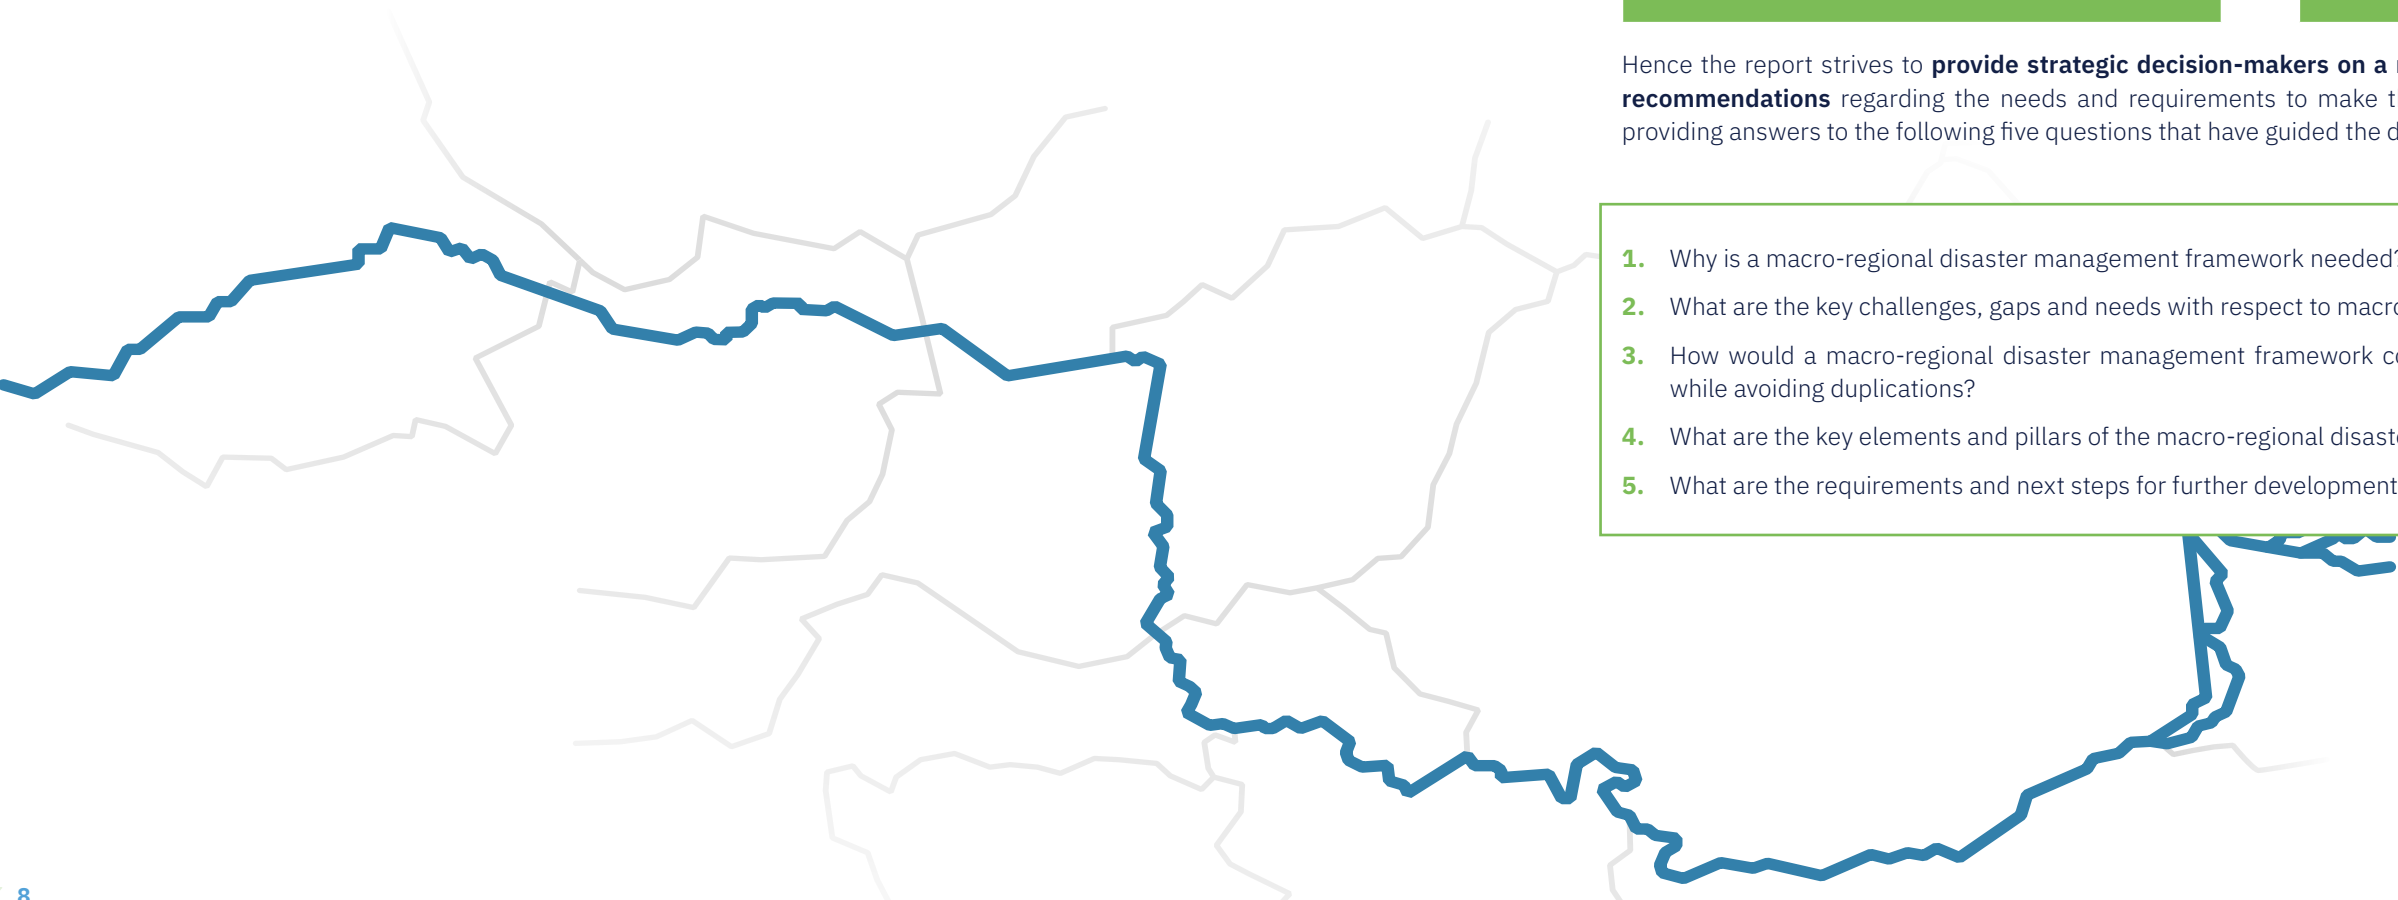 Hence the report strives to provide strategic decision-makers on a
recommendations regarding the needs and requirements to make
providing answers to the following five questions that have guided the
1. Why is a macro-regional disaster management framework needed?
2. What are the key challenges, gaps and needs with respect to
3. How would a macro-regional disaster management framework
while avoiding duplications?
4. What are the key elements and pillars of the macro-regional
5. What are the requirements and next steps for further development
8